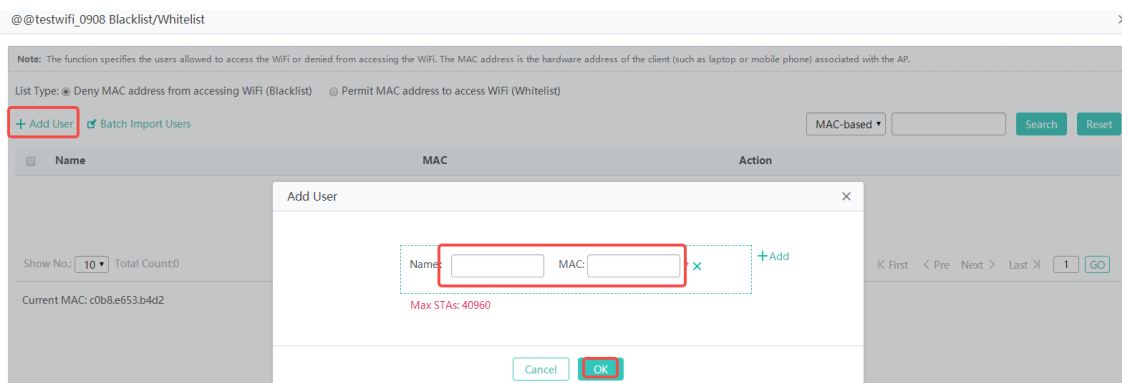 @@testwifi_0908 Blacklist/Whitelist
Note: The function specifies the users allowed to access the WiFi or denied from accessing the WiFi. The MAC address is the hardware address of the client (such as laptop or mobile phone) associated with the AP.
List Type: Deny MAC address from accessing WiFi (Blacklist) Permit MAC address to access WiFi (Whitelist)
+ Add User Batch Import Users MAC-based Search Reset
Name MAC Action
Add User
Name: MAC: * +Add
Max STAs: 40960
Cancel OK
Show No.: 10 Total Count:0 First < Pre Next > Last 1 GO
Current MAC: c0b8.e653.b4d2